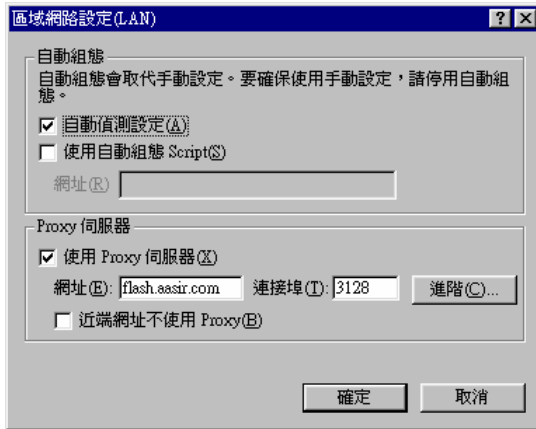 區域網路設定(LAN)
自動組態
自動組態會取代手動設定。要確保使用手動設定，請停用自動組
態。
自動偵測設定(A)
使用自動組態 Script(S)
網址(R)
Proxy 伺服器
使用 Proxy 伺服器(X)
網址(E): flash.aasir.com 連接埠(T): 3128 進階(C)...
近端網址不使用 Proxy(B)
確定 取消